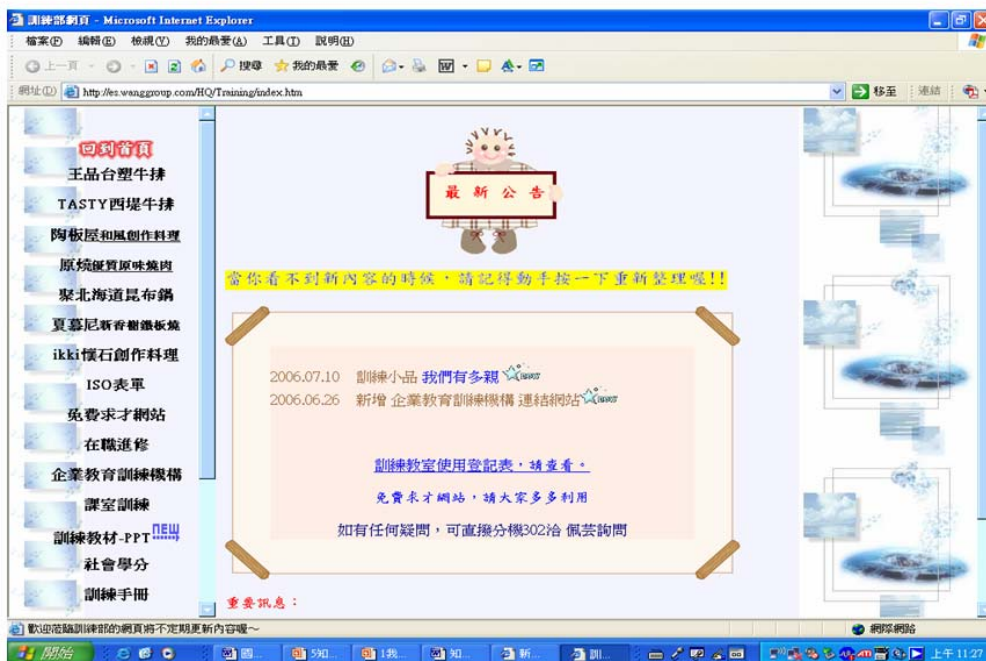 訓練部網頁 - Microsoft Internet Explorer
檔案(F) 編輯(E) 檢視(V) 我的最愛(A) 工具(T) 說明(H)
上一頁 搜尋 我的最愛
網址(D) http://es.wanggroup.com/HQ/Training/index.htm 移至 連結
回到首頁
王品台塑牛排
TASTY西堤牛排
陶板屋和風創作料理
原燒優質原味燒肉
聚北海道昆布鍋
夏慕尼新香榭鐵板燒
ikki懷石創作料理
ISO表單
免費求才網站
在職進修
企業教育訓練機構
課室訓練
訓練教材-PPT NEW
社會學分
訓練手冊
最新公告
當你看不到新內容的時候，請記得動手按一下重新整理喔!!
2006.07.10 訓練小品 我們有多親 new
2006.06.26 新增 企業教育訓練機構 連結網站 new
訓練教室使用登記表，請查看。
免費求才網站，請大家多多利用
如有任何疑問，可直撥分機302洽 佩芸詢問
重要訊息：
歡迎蒞臨訓練部的網頁將不定期更新內容喔～ 網際網路
開始 國... 590... 1我... 知... 新... 訓... 上午 11:27